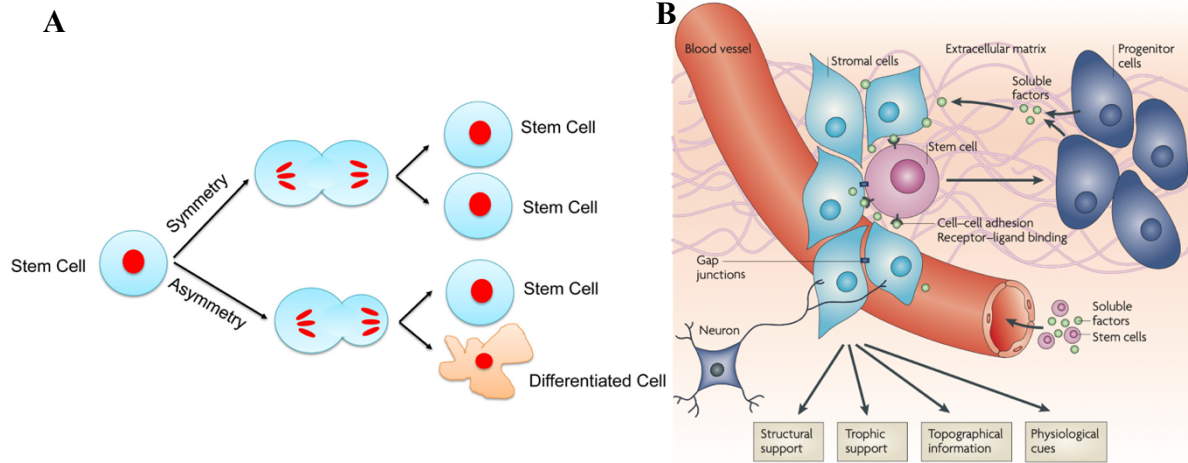 A
Symmetry
Stem Cell
Asymmetry
Stem Cell
Stem Cell
Stem Cell
Differentiated Cell
B
Blood vessel
Stromal cells
Extracellular matrix
Progenitor
cells
Soluble
factors
Stem cell
Cell–cell adhesion
Receptor–ligand binding
Gap
junctions
Neuron
Soluble
factors
Stem cells
Structural
support
Trophic
support
Topographical
information
Physiological
cues